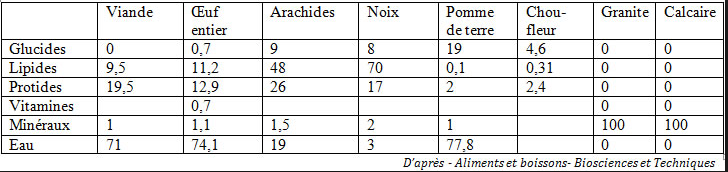 Viande Œuf entier Arachides Noix Pomme de terre Chou-fleur Granite Calcaire
Glucides 0 0,7 9 8 19 4,6 0 0
Lipides 9,5 11,2 48 70 0,1 0,31 0 0
Protides 19,5 12,9 26 17 2 2,4 0 0
Vitamines 0,7 0 0
Minéraux 1 1,1 1,5 2 1 100 100
Eau 71 74,1 19 3 77,8 0 0
D'après - Aliments et boissons- Biosciences et Techniques